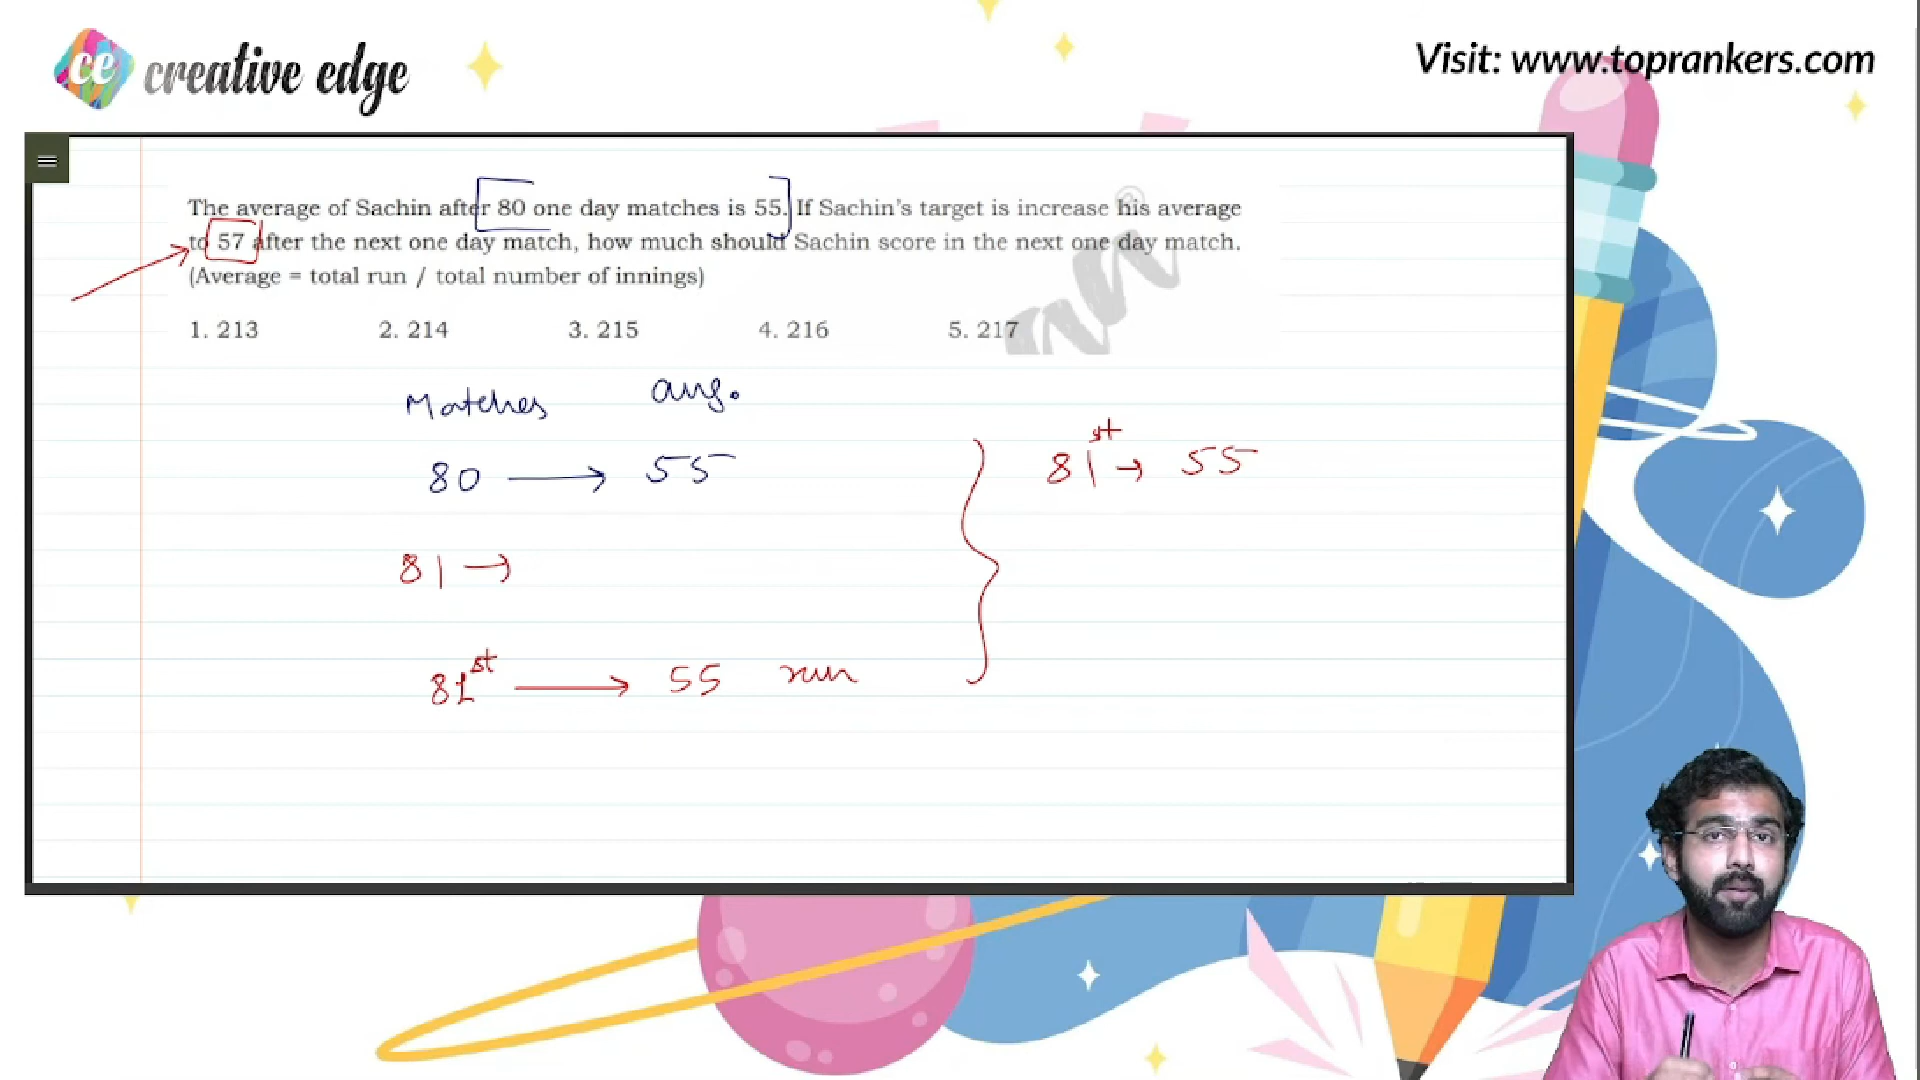 ce creative edge
Visit: www.toprankers.com
The average of Sachin after 80 one day matches is 55. If Sachin's target is increase his average
to 57 after the next one day match, how much should Sachin score in the next one day match.
(Average = total run / total number of innings)
1. 213 2. 214 3. 215 4. 216 5. 217
Matches avg.
80 → 55
81 →
81st → 55 run
81st → 55